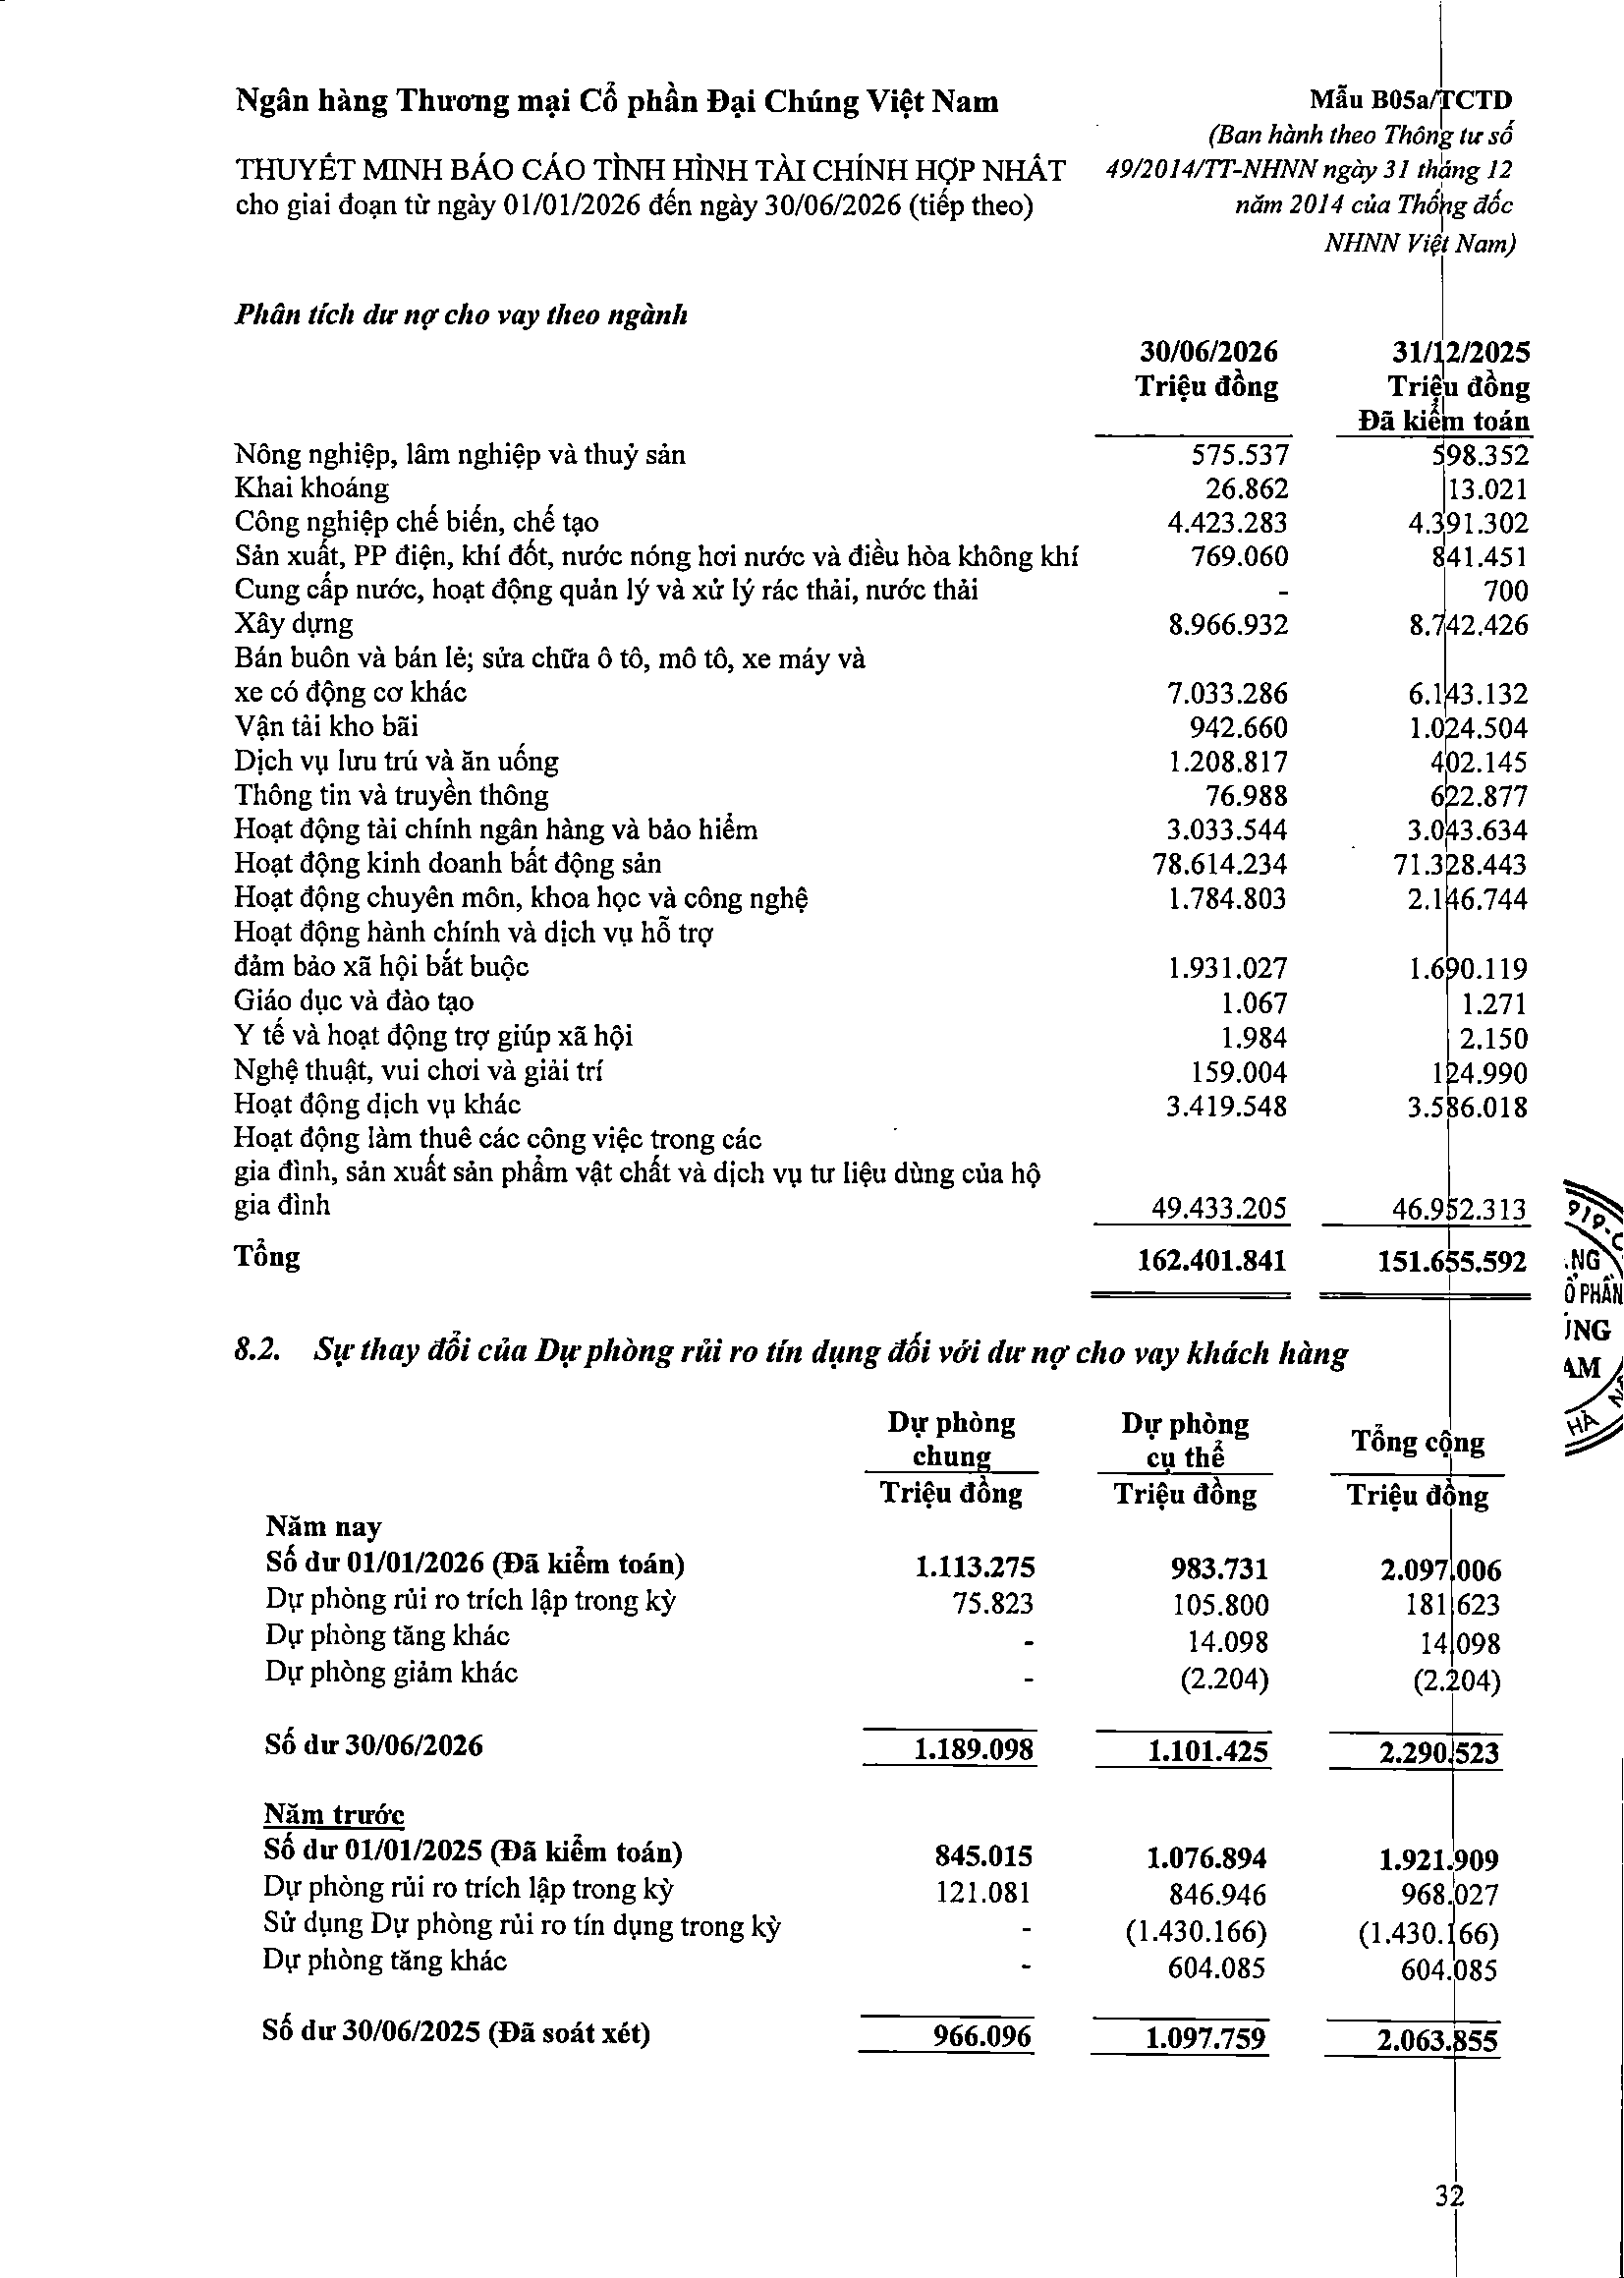 Ngân hàng Thương mại Cổ phần Đại Chúng Việt Nam
Mẫu B05a/TCTD
(Ban hành theo Thông tư số
THUYẾT MINH BÁO CÁO TÌNH HÌNH TÀI CHÍNH HỢP NHẤT
49/2014/TT-NHNN ngày 31 tháng 12
cho giai đoạn từ ngày 01/01/2026 đến ngày 30/06/2026 (tiếp theo)
năm 2014 của Thống đốc
NHNN Việt Nam)
Phân tích dư nợ cho vay theo ngành
30/06/2026 31/12/2025
Triệu đồng Triệu đồng
Đã kiểm toán
Nông nghiệp, lâm nghiệp và thuỷ sản 575.537 598.352
Khai khoáng 26.862 13.021
Công nghiệp chế biến, chế tạo 4.423.283 4.391.302
Sản xuất, PP điện, khí đốt, nước nóng hơi nước và điều hòa không khí 769.060 841.451
Cung cấp nước, hoạt động quản lý và xử lý rác thải, nước thải - 700
Xây dựng 8.966.932 8.742.426
Bán buôn và bán lẻ; sửa chữa ô tô, mô tô, xe máy và
xe có động cơ khác 7.033.286 6.143.132
Vận tải kho bãi 942.660 1.024.504
Dịch vụ lưu trú và ăn uống 1.208.817 402.145
Thông tin và truyền thông 76.988 622.877
Hoạt động tài chính ngân hàng và bảo hiểm 3.033.544 3.043.634
Hoạt động kinh doanh bất động sản 78.614.234 71.328.443
Hoạt động chuyên môn, khoa học và công nghệ 1.784.803 2.146.744
Hoạt động hành chính và dịch vụ hỗ trợ
đảm bảo xã hội bắt buộc 1.931.027 1.690.119
Giáo dục và đào tạo 1.067 1.271
Y tế và hoạt động trợ giúp xã hội 1.984 2.150
Nghệ thuật, vui chơi và giải trí 159.004 124.990
Hoạt động dịch vụ khác 3.419.548 3.586.018
Hoạt động làm thuê các công việc trong các
gia đình, sản xuất sản phẩm vật chất và dịch vụ tư liệu dùng của hộ
gia đình 49.433.205 46.952.313
Tổng 162.401.841 151.655.592
8.2. Sự thay đổi của Dự phòng rủi ro tín dụng đối với dư nợ cho vay khách hàng
Dự phòng Dự phòng Tổng cộng
chung cụ thể
Triệu đồng Triệu đồng Triệu đồng
Năm nay
Số dư 01/01/2026 (Đã kiểm toán) 1.113.275 983.731 2.097.006
Dự phòng rủi ro trích lập trong kỳ 75.823 105.800 181.623
Dự phòng tăng khác - 14.098 14.098
Dự phòng giảm khác - (2.204) (2.204)
Số dư 30/06/2026 1.189.098 1.101.425 2.290.523
Năm trước
Số dư 01/01/2025 (Đã kiểm toán) 845.015 1.076.894 1.921.909
Dự phòng rủi ro trích lập trong kỳ 121.081 846.946 968.027
Sử dụng Dự phòng rủi ro tín dụng trong kỳ - (1.430.166) (1.430.166)
Dự phòng tăng khác - 604.085 604.085
Số dư 30/06/2025 (Đã soát xét) 966.096 1.097.759 2.063.855
32